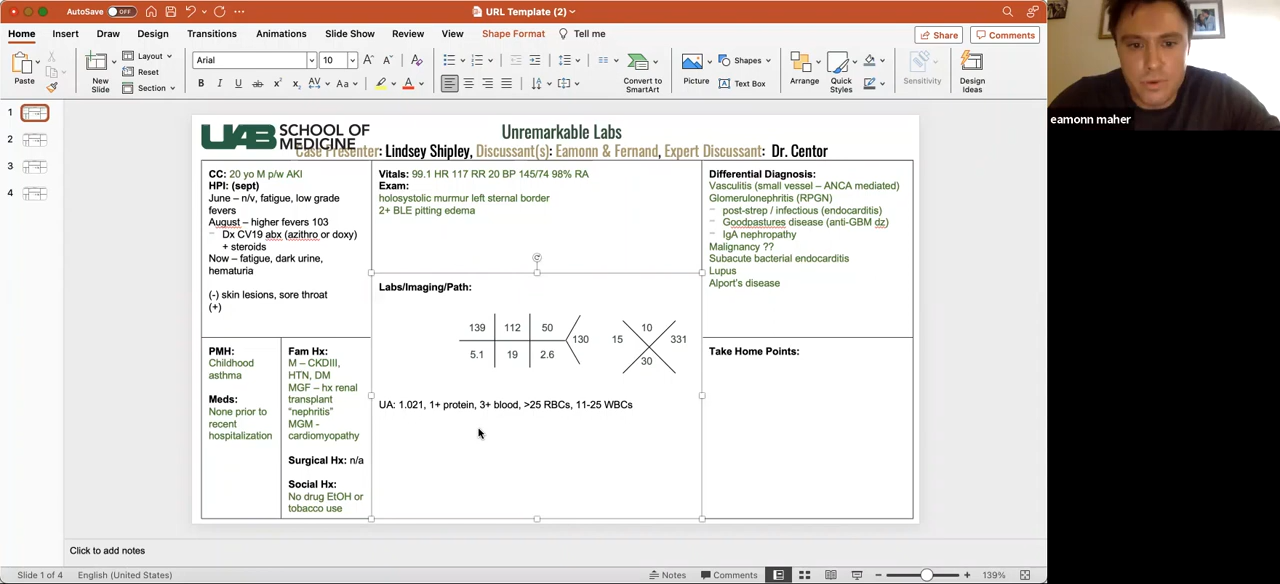 AutoSave OFF
URL Template (2)
Home Insert Draw Design Transitions Animations Slide Show Review View Shape Format Tell me
Share Comments
Paste
New Slide
Layout
Reset
Section
Arial 10
Convert to SmartArt
Picture
Shapes
Text Box
Arrange
Quick Styles
Sensitivity
Design Ideas
eamonn maher
1
2
3
4
UAB SCHOOL OF MEDICINE
Unremarkable Labs
Case Presenter: Lindsey Shipley, Discussant(s): Eamonn & Fernand, Expert Discussant: Dr. Centor
CC: 20 yo M p/w AKI
HPI: (sept)
June – n/v, fatigue, low grade
fevers
August – higher fevers 103
– Dx CV19 abx (azithro or doxy)
+ steroids
Now – fatigue, dark urine,
hematuria
(-) skin lesions, sore throat
(+)
PMH:
Childhood
asthma
Meds:
None prior to
recent
hospitalization
Fam Hx:
M – CKDIII,
HTN, DM
MGF – hx renal
transplant
“nephritis”
MGM -
cardiomyopathy
Surgical Hx: n/a
Social Hx:
No drug EtOH or
tobacco use
Vitals: 99.1 HR 117 RR 20 BP 145/74 98% RA
Exam:
holosystolic murmur left sternal border
2+ BLE pitting edema
Labs/Imaging/Path:
139 112 50
130
5.1 19 2.6
10
15 331
30
UA: 1.021, 1+ protein, 3+ blood, >25 RBCs, 11-25 WBCs
Differential Diagnosis:
Vasculitis (small vessel – ANCA mediated)
Glomerulonephritis (RPGN)
– post-strep / infectious (endocarditis)
– Goodpastures disease (anti-GBM dz)
– IgA nephropathy
Malignancy ??
Subacute bacterial endocarditis
Lupus
Alport's disease
Take Home Points:
Click to add notes
Slide 1 of 4 English (United States)
Notes Comments 139%